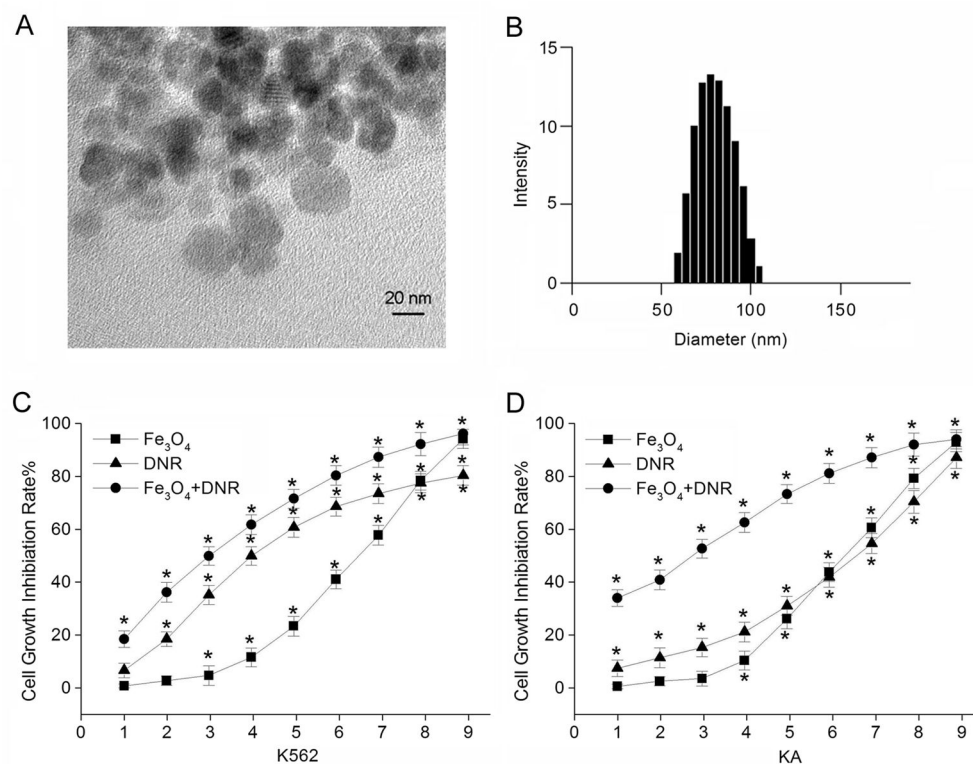 A
20 nm
B
15
10
5
0
Intensity
0
50
100
150
Diameter (nm)
C
100
80
60
40
20
0
Cell Growth Inhibiation Rate%
Fe₃O₄
DNR
Fe₃O₄+DNR
1 2 3 4 5 6 7 8 9
K562
D
100
80
60
40
20
0
Cell Growth Inhibiation Rate%
Fe₃O₄
DNR
Fe₃O₄+DNR
0 1 2 3 4 5 6 7 8 9
KA